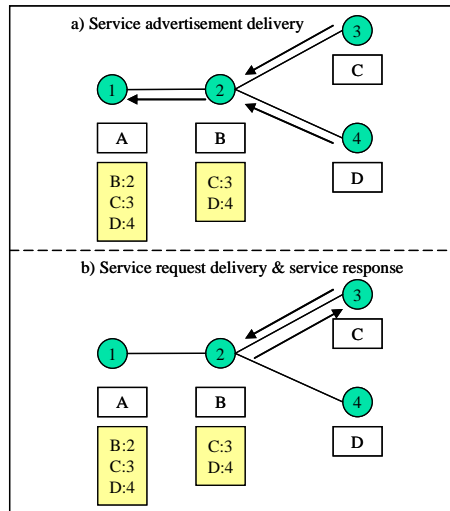 a) Service advertisement delivery
3
1
2
C
4
A
B
D
B:2
C:3
D:4
C:3
D:4
b) Service request delivery & service response
3
C
1
2
4
A
B
D
B:2
C:3
D:4
C:3
D:4